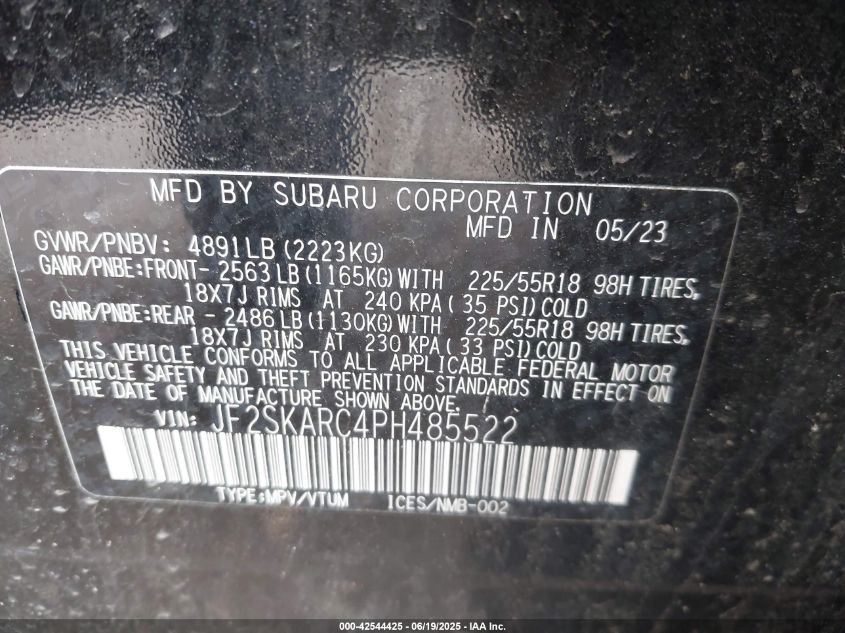 MFD BY SUBARU CORPORATION
MFD IN 05/23
GVWR/PNBV: 4891LB (2223KG)
GAWR/PNBE:FRONT- 2563 LB (1165KG) WITH 225/55R18 98H TIRES,
18X7J RIMS AT 240 KPA ( 35 PSI) COLD
GAWR/PNBE:REAR - 2486 LB (1130KG) WITH 225/55R18 98H TIRES,
18X7J RIMS AT 230 KPA ( 33 PSI) COLD
THIS VEHICLE CONFORMS TO ALL APPLICABLE FEDERAL MOTOR
VEHICLE SAFETY AND THEFT PREVENTION STANDARDS IN EFFECT ON
THE DATE OF MANUFACTURE SHOWN ABOVE.
VIN: JF2SKARC4PH485522
TYPE:MPV/VTUM ICES/NMB-002
000-42544425 - 06/19/2025 - IAA Inc.